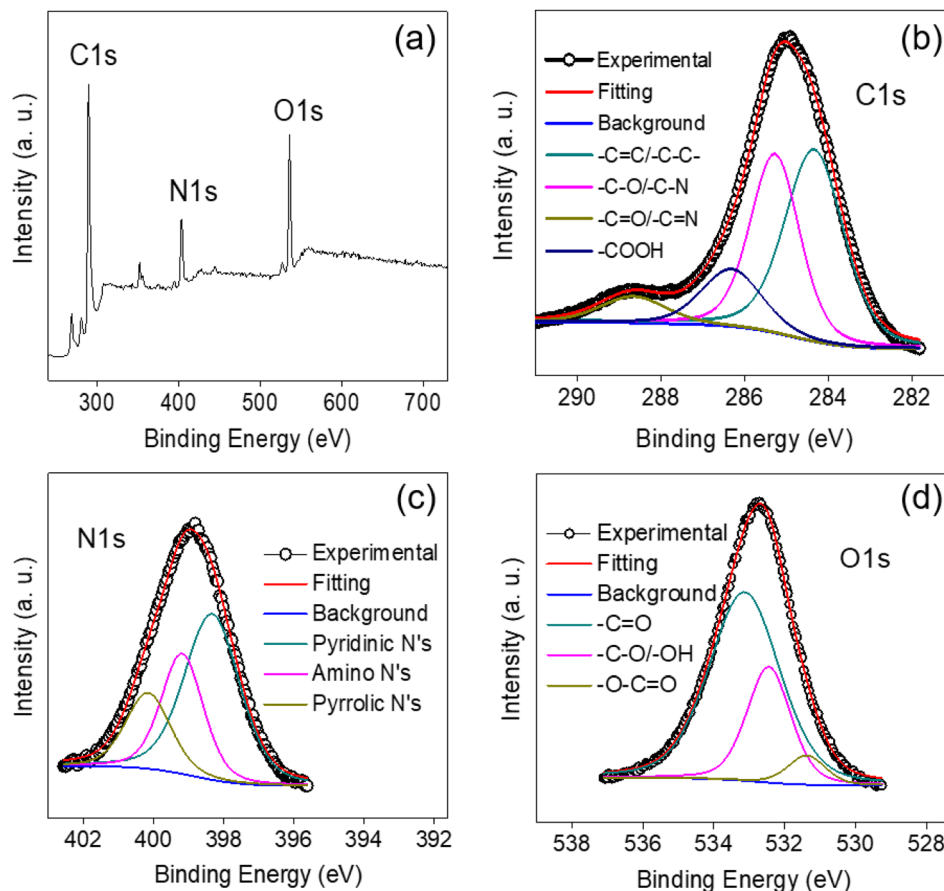 (a)
C1s
O1s
N1s
Intensity (a. u.)
300 400 500 600 700
Binding Energy (eV)
(b)
Experimental
Fitting
Background
-C=C/-C-C-
-C-O/-C-N
-C=O/-C=N
-COOH
C1s
Intensity (a. u.)
290 288 286 284 282
Binding Energy (eV)
(c)
N1s
Experimental
Fitting
Background
Pyridinic N's
Amino N's
Pyrrolic N's
Intensity (a. u.)
402 400 398 396 394 392
Binding Energy (eV)
(d)
Experimental
Fitting
Background
-C=O
-C-O/-OH
-O-C=O
O1s
Intensity (a. u.)
538 536 534 532 530 528
Binding Energy (eV)